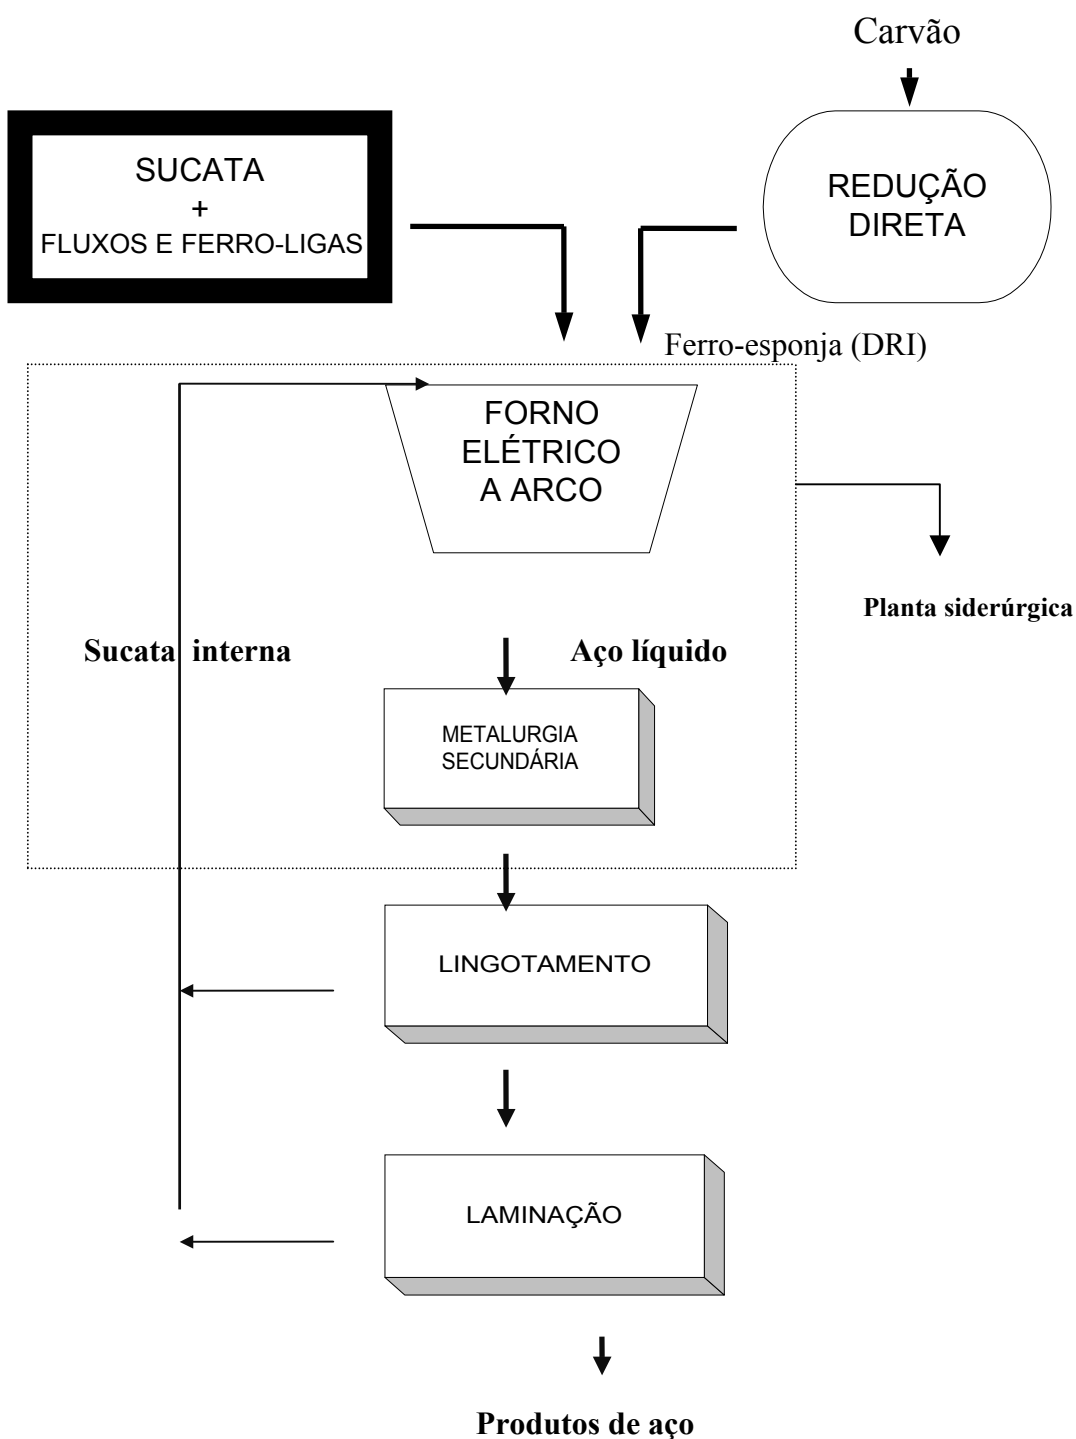 Carvão
SUCATA
+
FLUXOS E FERRO-LIGAS
REDUÇÃO
DIRETA
Ferro-esponja (DRI)
FORNO
ELÉTRICO
A ARCO
Planta siderúrgica
Sucata interna
Aço líquido
METALURGIA
SECUNDÁRIA
LINGOTAMENTO
LAMINAÇÃO
Produtos de aço